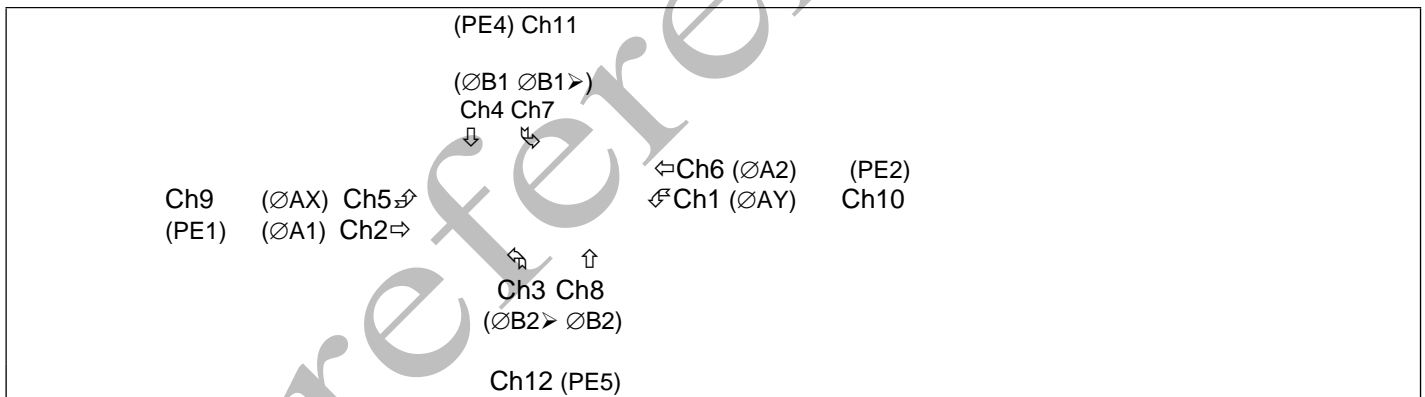 (PE4) Ch11
(∅B1 ∅B1➢)
Ch4 Ch7
⇩ ⤷
⇦Ch6 (∅A2) (PE2)
Ch9 (∅AX) Ch5⮵ ⮰Ch1 (∅AY) Ch10
(PE1) (∅A1) Ch2⇨
⮢ ⇧
Ch3 Ch8
(∅B2➢ ∅B2)
Ch12 (PE5)
refere